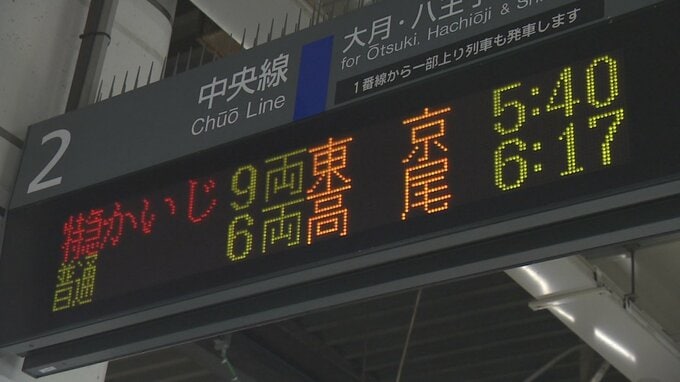 2
中央線
Chūō Line
大月・八王子
for Ōtsuki, Hachiōji & S
1番線から一部上り列車も発車します
特急かいじ 9両 東京 5:40
普通 6両 高尾 6:17